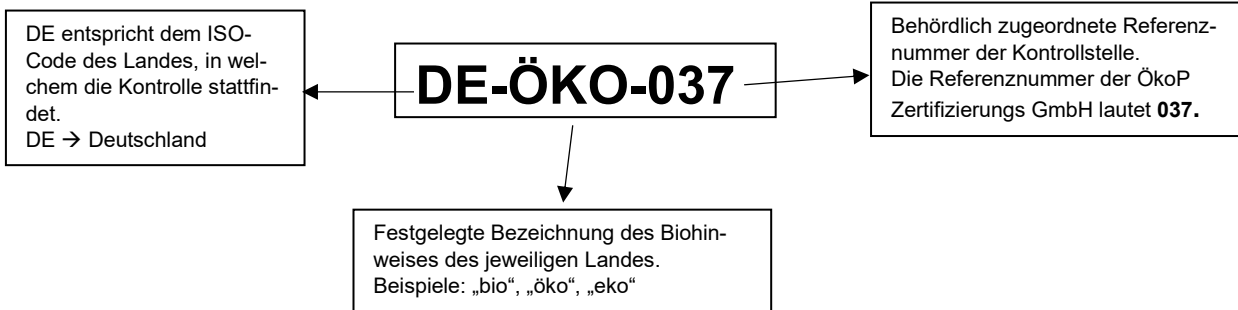 DE entspricht dem ISO-
Code des Landes, in wel-
chem die Kontrolle stattfin-
det.
DE → Deutschland
DE-ÖKO-037
Behördlich zugeordnete Referenz-
nummer der Kontrollstelle.
Die Referenznummer der ÖkoP
Zertifizierungs GmbH lautet 037.
Festgelegte Bezeichnung des Biohin-
weises des jeweiligen Landes.
Beispiele: „bio“, „öko“, „eko“